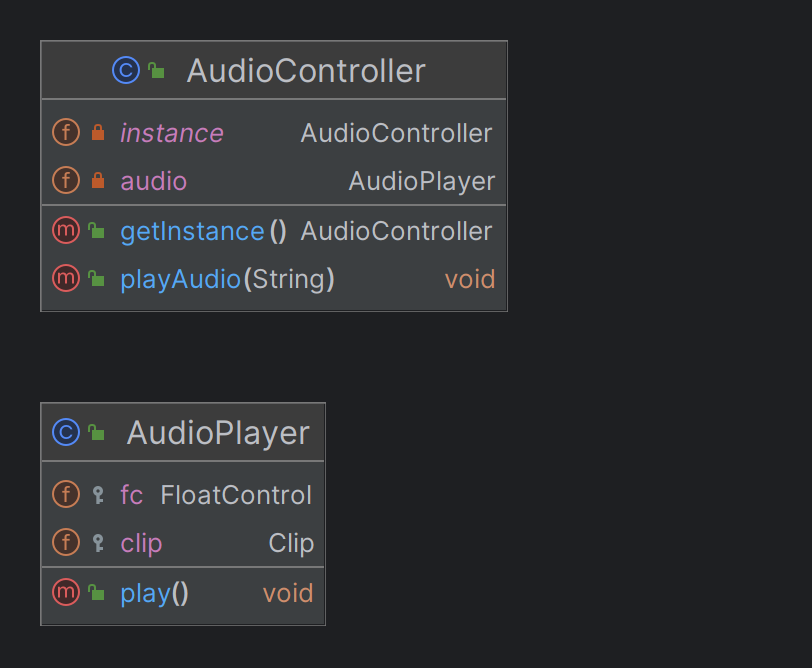 C AudioController
f instance AudioController
f audio AudioPlayer
m getInstance() AudioController
m playAudio(String) void
C AudioPlayer
f fc FloatControl
f clip Clip
m play() void